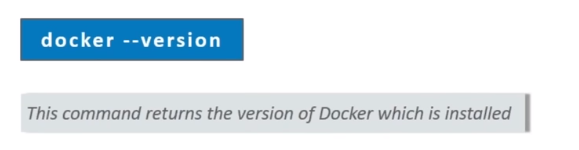 docker --version
This command returns the version of Docker which is installed